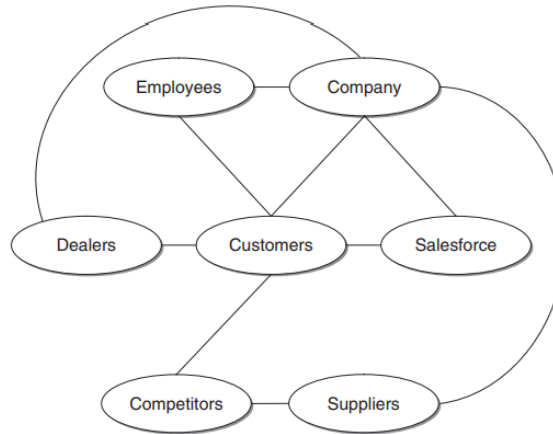 Employees
Company
Dealers
Customers
Salesforce
Competitors
Suppliers